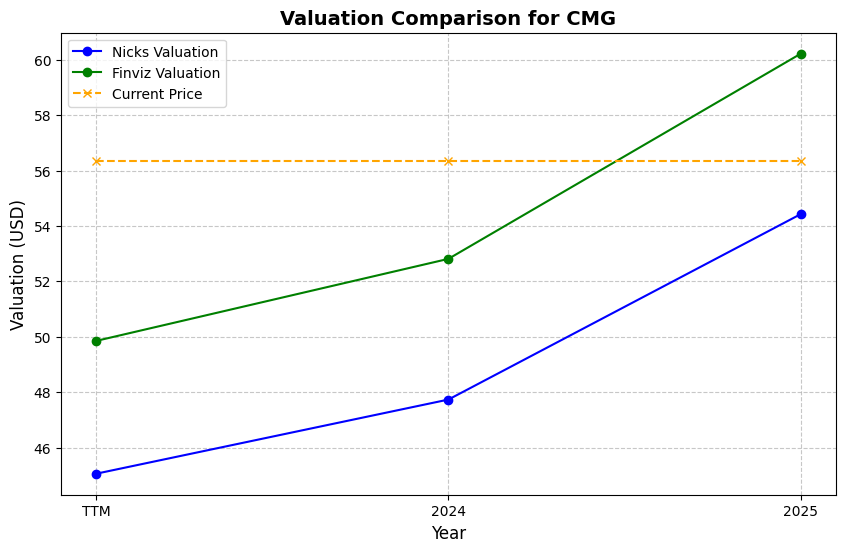 Valuation Comparison for CMG
Nicks Valuation
Finviz Valuation
Current Price
Valuation (USD)
60
58
56
54
52
50
48
46
TTM
2024
2025
Year